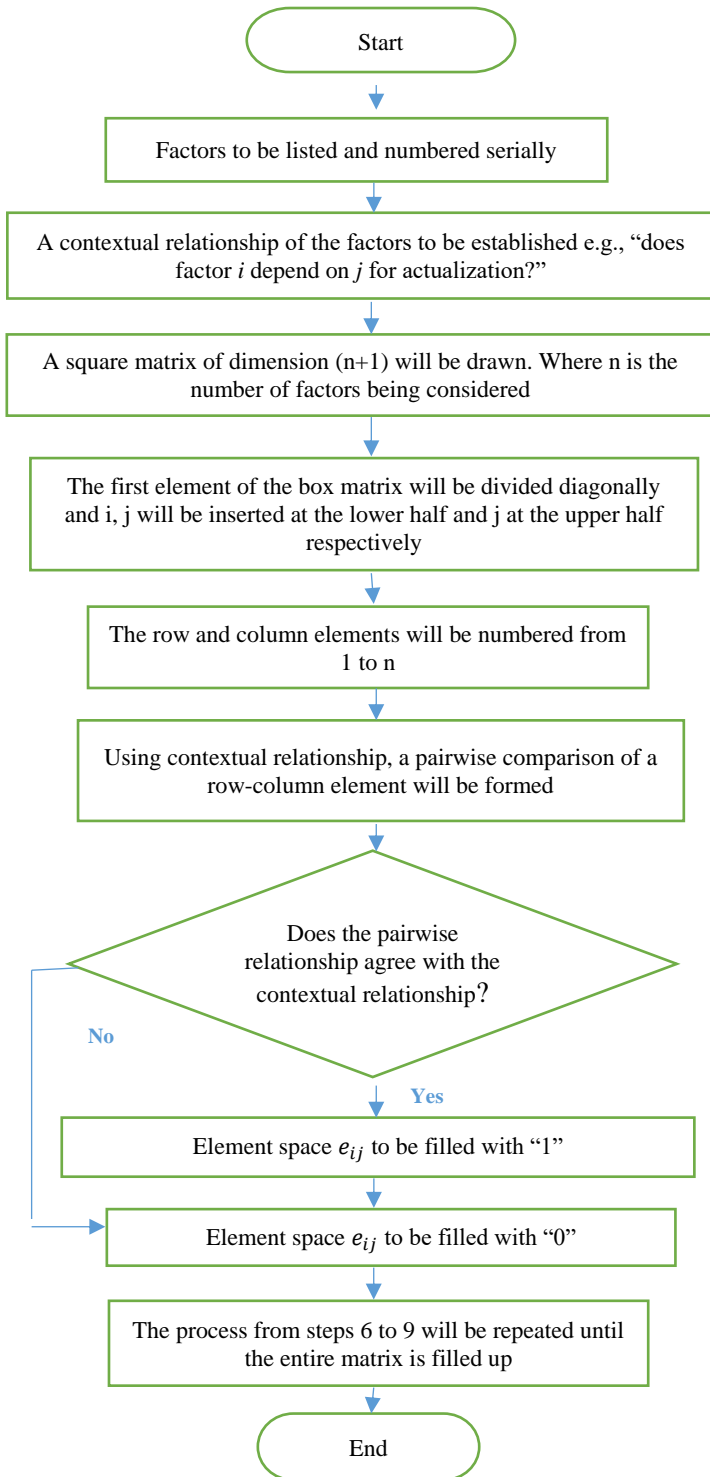 Start
Factors to be listed and numbered serially
A contextual relationship of the factors to be established e.g., “does
factor i depend on j for actualization?”
A square matrix of dimension (n+1) will be drawn. Where n is the
number of factors being considered
The first element of the box matrix will be divided diagonally
and i, j will be inserted at the lower half and j at the upper half
respectively
The row and column elements will be numbered from
1 to n
Using contextual relationship, a pairwise comparison of a
row-column element will be formed
Does the pairwise
relationship agree with the
contextual relationship?
No
Yes
Element space e_{ij} to be filled with “1”
Element space e_{ij} to be filled with “0”
The process from steps 6 to 9 will be repeated until
the entire matrix is filled up
End